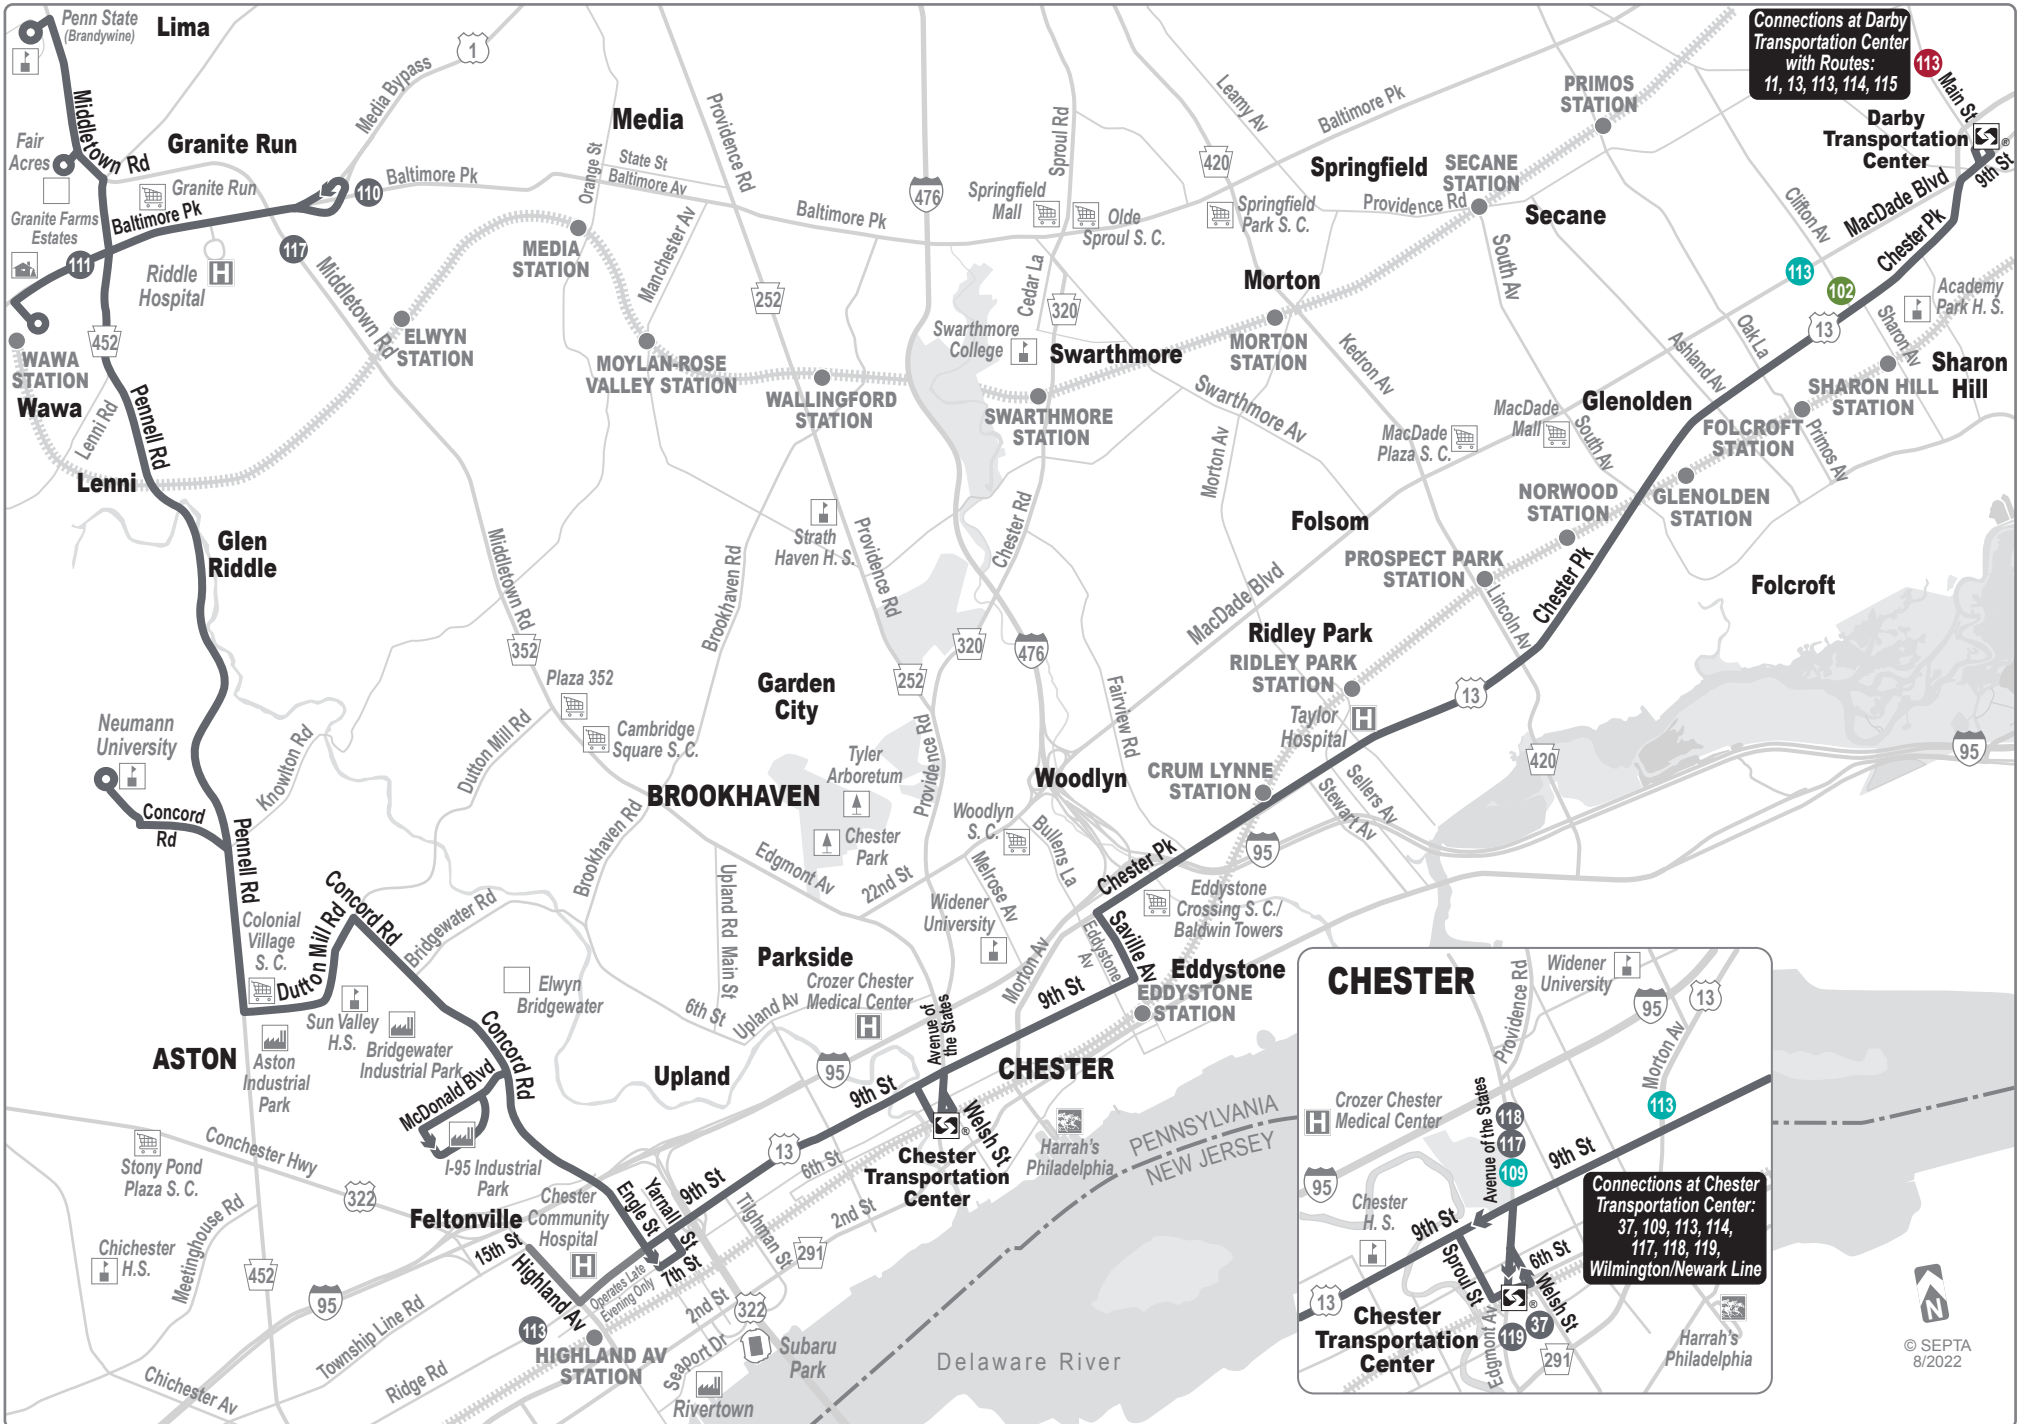 Penn State
(Brandywine)
Lima
1
Media Bypass
Middletown Rd
Fair
Acres
Granite Run
Granite Run
Granite Farms
Estates
Baltimore Pk
110
Baltimore Pk
111
117
Riddle
Hospital
Middletown Rd
452
WAWA
STATION
Wawa
Lenni Rd
Pennell Rd
Lenni
ELWYN
STATION
Media
Orange St
State St
Baltimore Av
Providence Rd
Manchester Av
Baltimore Pk
MEDIA
STATION
252
MOYLAN-ROSE
VALLEY STATION
WALLINGFORD
STATION
476
Sproul Rd
Springfield
Mall
Olde
Sproul S. C.
Cedar La
320
Swarthmore
College
Swarthmore
SWARTHMORE
STATION
Leamy Av
420
Baltimore Pk
Springfield
Springfield
Park S. C.
PRIMOS
STATION
SECANE
STATION
Providence Rd
Secane
South Av
Morton
MORTON
STATION
Kedron Av
Swarthmore Av
Morton Av
Connections at Darby
Transportation Center
with Routes:
11, 13, 113, 114, 115
113
Main St
Darby
Transportation
Center
®
9th St
MacDade Blvd
Chester Pk
Clifton Av
113
102
13
Academy
Park H. S.
Sharon Av
Oak La
Ashland Av
Sharon
Hill
SHARON HILL
STATION
Glenolden
FOLCROFT
STATION
Primos Av
MacDade
Mall
MacDade
Plaza S. C.
South Av
NORWOOD
STATION
GLENOLDEN
STATION
Folsom
PROSPECT PARK
STATION
Lincoln Av
Chester Pk
Folcroft
MacDade Blvd
Ridley Park
RIDLEY PARK
STATION
Taylor
Hospital
13
420
95
Sellers Av
Stewart Av
Glen
Riddle
Middletown Rd
352
Strath
Haven H. S.
Providence Rd
Chester Rd
Brookhaven Rd
320
476
252
Garden
City
Fairview Rd
Plaza 352
Cambridge
Square S. C.
Dutton Mill Rd
Knowlton Rd
Neumann
University
Concord
Rd
Pennell Rd
BROOKHAVEN
Tyler
Arboretum
Chester
Park
Providence Rd
Woodlyn
Woodlyn
S. C.
Bullens La
Melrose Av
CRUM LYNNE
STATION
95
Chester Pk
Eddystone
Crossing S. C./
Baldwin Towers
Saville Av
Eddystone
Av
Eddystone
EDDYSTONE
STATION
Edgmont Av
22nd St
Widener
University
Morton Av
9th St
Brookhaven Rd
Upland Rd
Main St
Parkside
6th St
Upland Av
Crozer Chester
Medical Center
Avenue of
the States
CHESTER
Concord Rd
Bridgewater Rd
Colonial
Village
S. C.
Dutton Mill Rd
Elwyn
Bridgewater
Sun Valley
H.S.
Bridgewater
Industrial Park
ASTON
Aston
Industrial
Park
Concord Rd
McDonald Blvd
I-95 Industrial
Park
Upland
95
9th St
Welsh St
®
Chester
Transportation
Center
Harrah's
Philadelphia
PENNSYLVANIA
NEW JERSEY
Conchester Hwy
Stony Pond
Plaza S. C.
322
Meetinghouse Rd
Chichester
H.S.
452
95
Feltonville
15th St
Highland Av
Chester
Community
Hospital
Operates Late
Evening Only
Engle St
Yarnall
St
7th St
9th St
13
6th St
Tilghman St
2nd St
291
2nd St
322
Seaport Dr
Subaru
Park
Rivertown
113
HIGHLAND AV
STATION
Township Line Rd
Ridge Rd
Chichester Av
Delaware River
CHESTER
Providence Rd
Widener
University
95
13
Morton Av
113
Crozer Chester
Medical Center
Avenue of the States
118
117
109
9th St
95
Chester
H. S.
9th St
Connections at Chester
Transportation Center:
37, 109, 113, 114,
117, 118, 119,
Wilmington/Newark Line
Sproul St
6th St
Welsh St
®
13
Chester
Transportation
Center
Edgmont Av
119
37
291
Harrah's
Philadelphia
N
© SEPTA
8/2022